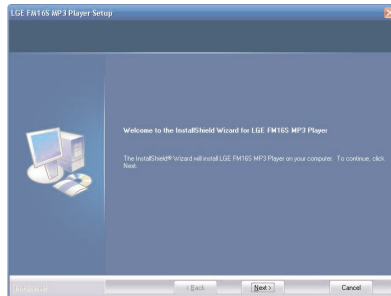 LGE FM16S MP3 Player Setup
Welcome to the InstallShield Wizard for LGE FM16S MP3 Player
The InstallShield® Wizard will install LGE FM16S MP3 Player on your computer. To continue, click
Next.
InstallShield
< Back
Next >
Cancel